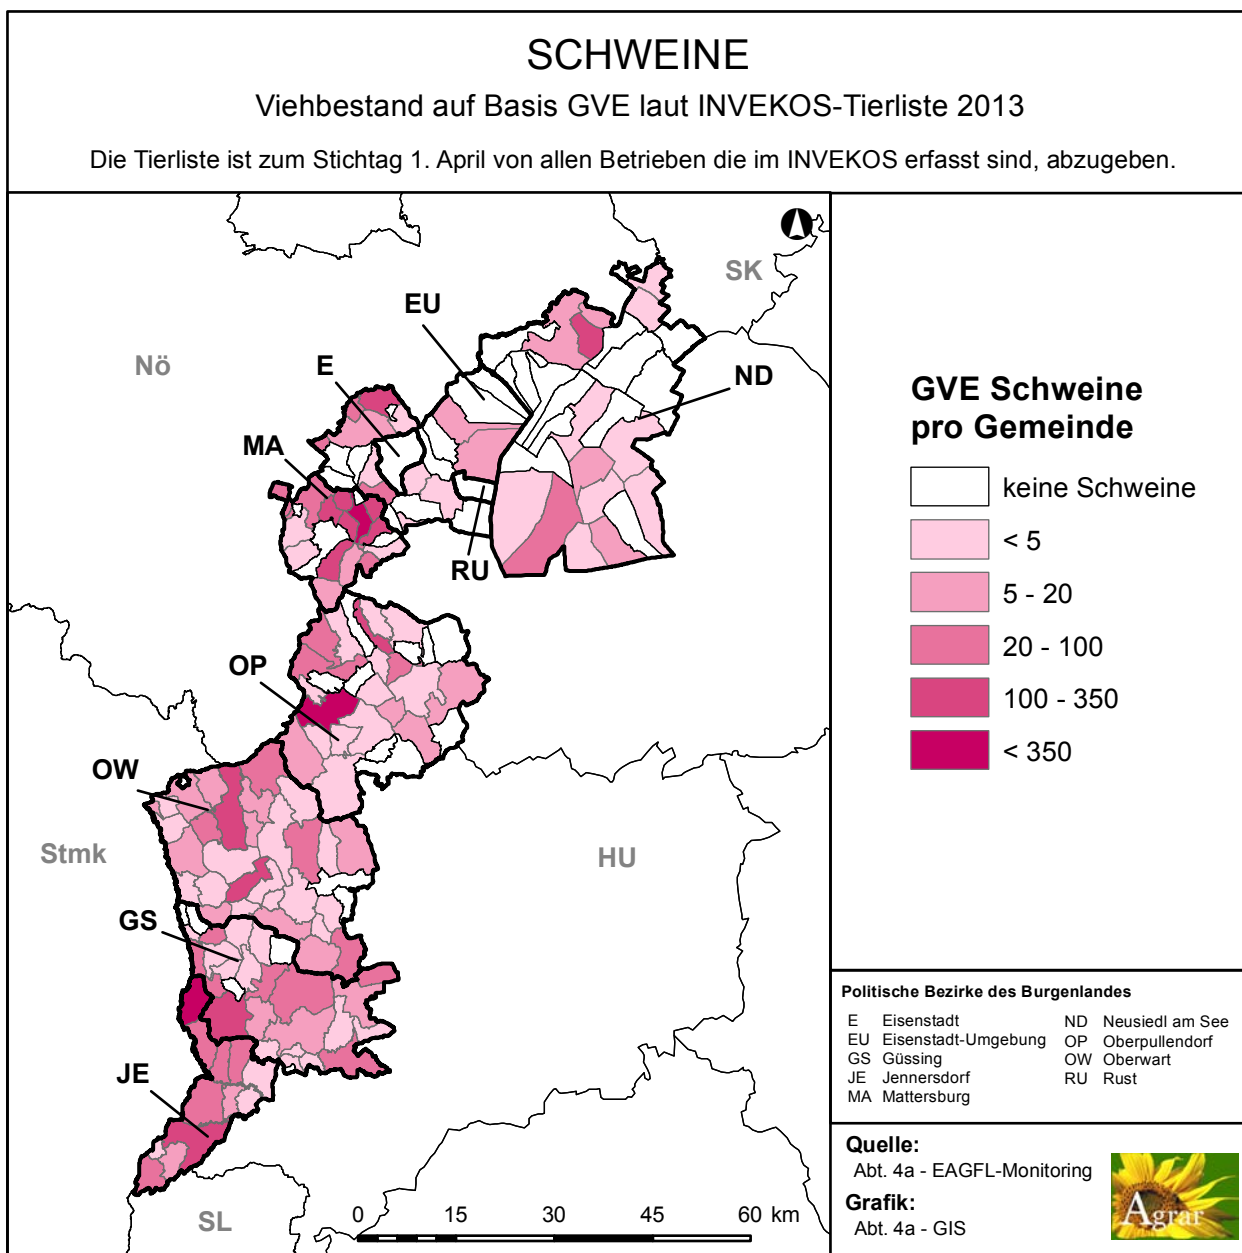 SCHWEINE
Viehbestand auf Basis GVE laut INVEKOS-Tierliste 2013
Die Tierliste ist zum Stichtag 1. April von allen Betrieben die im INVEKOS erfasst sind, abzugeben.
SK
EU
Nö
E
ND
MA
RU
OP
OW
Stmk
HU
GS
JE
SL
0 15 30 45 60 km
GVE Schweine
pro Gemeinde
keine Schweine
< 5
5 - 20
20 - 100
100 - 350
< 350
Politische Bezirke des Burgenlandes
E Eisenstadt
EU Eisenstadt-Umgebung
GS Güssing
JE Jennersdorf
MA Mattersburg
ND Neusiedl am See
OP Oberpullendorf
OW Oberwart
RU Rust
Quelle:
Abt. 4a - EAGFL-Monitoring
Grafik:
Abt. 4a - GIS
Agrar